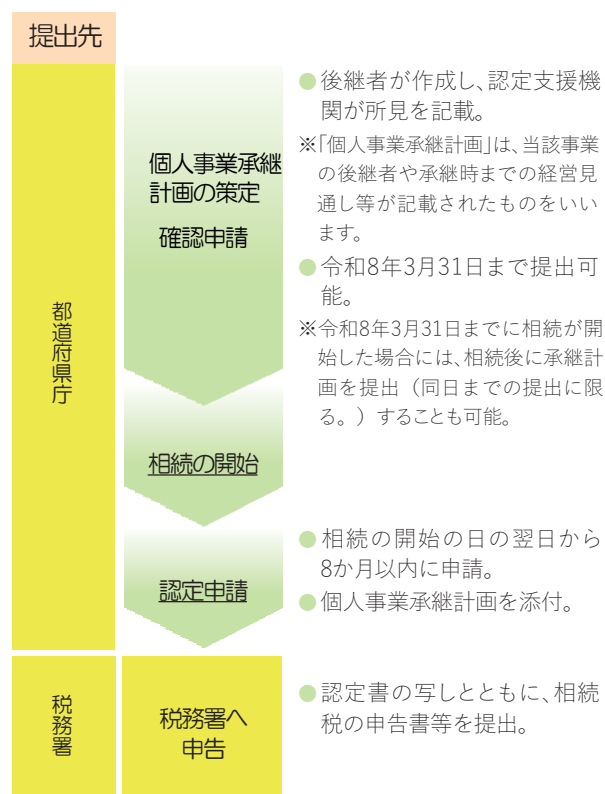 提出先
都道府県庁
個人事業承継
計画の策定
確認申請
●後継者が作成し、認定支援機
関が所見を記載。
※「個人事業承継計画」は、当該事業
の後継者や承継時までの経営見
通し等が記載されたものをいい
ます。
●令和8年3月31日まで提出可
能。
※令和8年3月31日までに相続が開
始した場合には、相続後に承継計
画を提出（同日までの提出に限
る。）することも可能。
相続の開始
認定申請
●相続の開始の日の翌日から
8か月以内に申請。
●個人事業承継計画を添付。
税務署
税務署へ
申告
●認定書の写しとともに、相続
税の申告書等を提出。